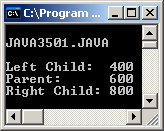 C:\Program ...
JAVA3501.JAVA
Left Child:  400
Parent:      600
Right Child: 800